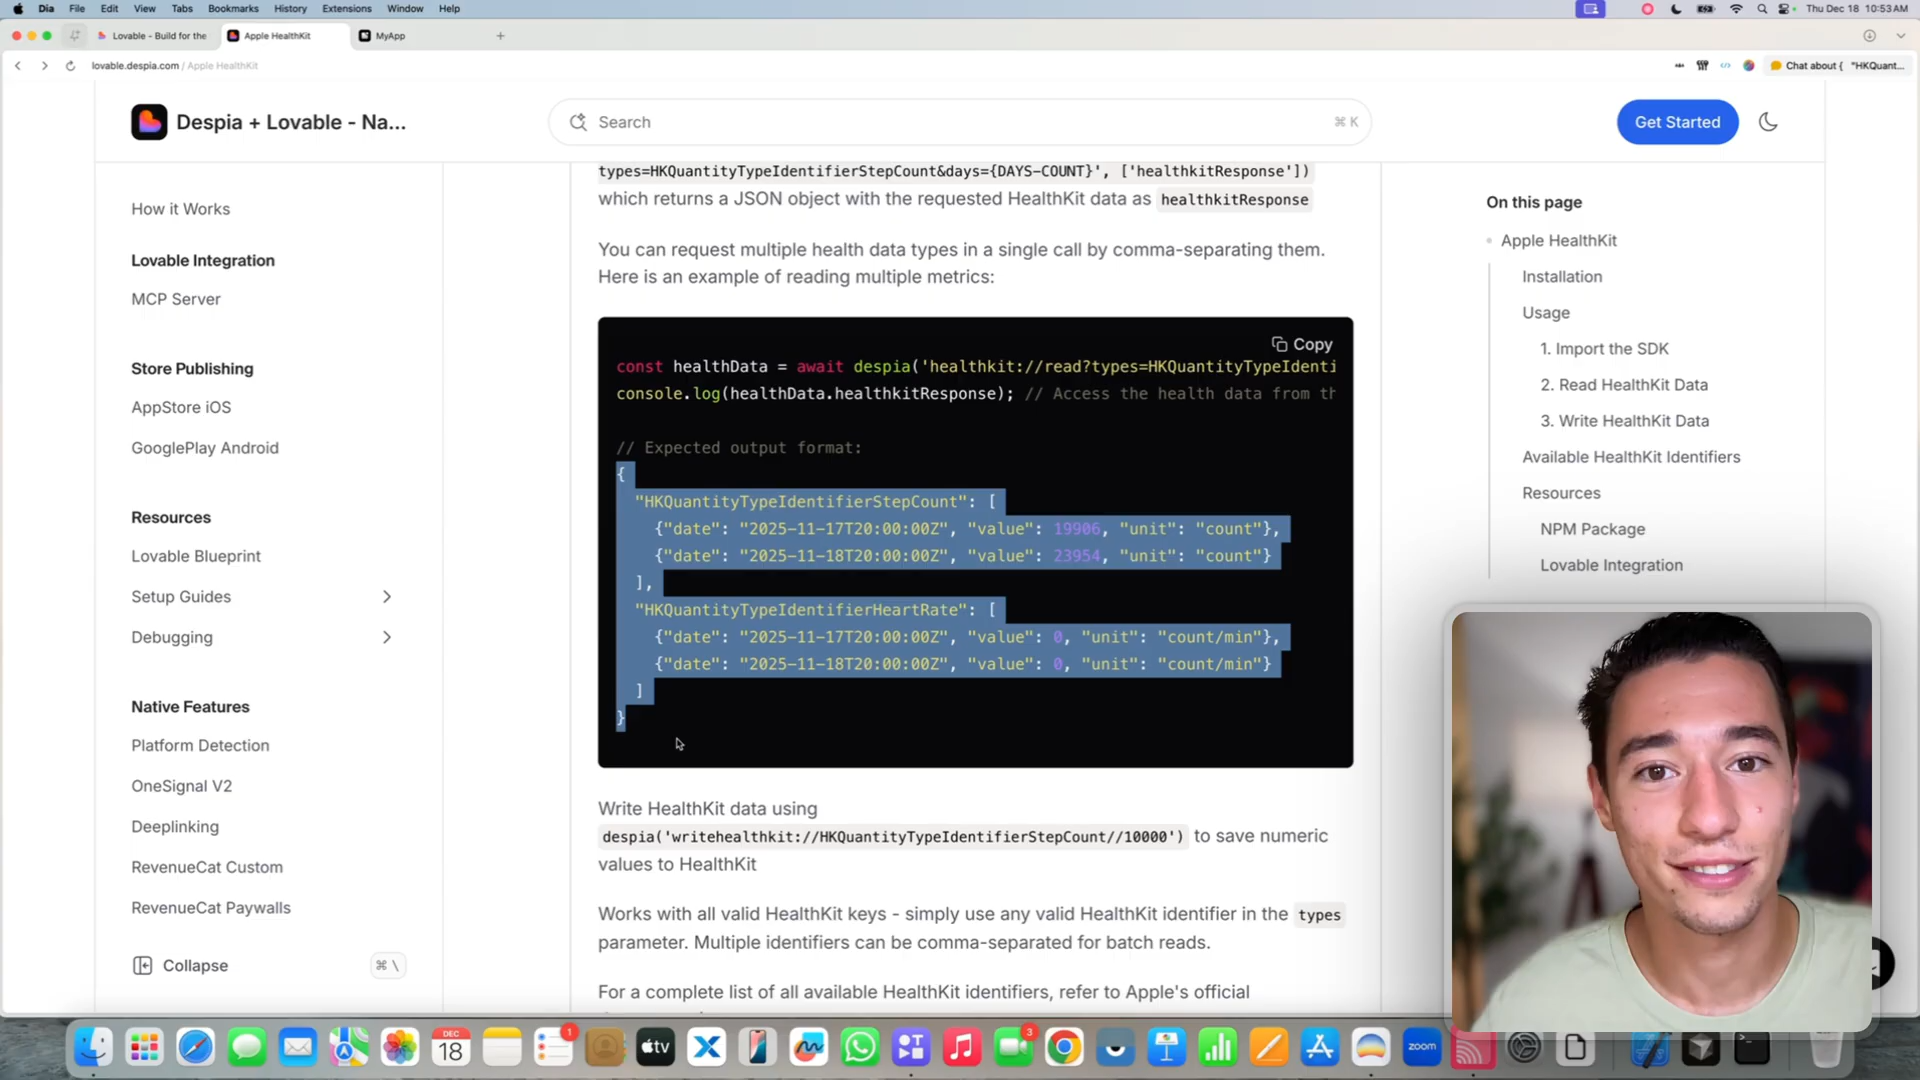 Dia File Edit View Tabs Bookmarks History Extensions Window Help
Thu Dec 18 10:53 AM
Lovable - Build for the
Apple HealthKit
MyApp
lovable.despia.com / Apple HealthKit
Chat about { "HKQuant...
Despia + Lovable - Na...
Search
⌘ K
Get Started
How it Works
Lovable Integration
MCP Server
Store Publishing
AppStore iOS
GooglePlay Android
Resources
Lovable Blueprint
Setup Guides
Debugging
Native Features
Platform Detection
OneSignal V2
Deeplinking
RevenueCat Custom
RevenueCat Paywalls
Collapse
⌘ \
types=HKQuantityTypeIdentifierStepCount&days={DAYS-COUNT}', ['healthkitResponse'])
which returns a JSON object with the requested HealthKit data as healthkitResponse
You can request multiple health data types in a single call by comma-separating them.
Here is an example of reading multiple metrics:
Copy
const healthData = await despia('healthkit://read?types=HKQuantityTypeIdenti
console.log(healthData.healthkitResponse); // Access the health data from th
// Expected output format:
{
"HKQuantityTypeIdentifierStepCount": [
{"date": "2025-11-17T20:00:00Z", "value": 19906, "unit": "count"},
{"date": "2025-11-18T20:00:00Z", "value": 23954, "unit": "count"}
],
"HKQuantityTypeIdentifierHeartRate": [
{"date": "2025-11-17T20:00:00Z", "value": 0, "unit": "count/min"},
{"date": "2025-11-18T20:00:00Z", "value": 0, "unit": "count/min"}
]
}
Write HealthKit data using
despia('writehealthkit://HKQuantityTypeIdentifierStepCount//10000') to save numeric
values to HealthKit
Works with all valid HealthKit keys - simply use any valid HealthKit identifier in the types
parameter. Multiple identifiers can be comma-separated for batch reads.
For a complete list of all available HealthKit identifiers, refer to Apple's official
On this page
Apple HealthKit
Installation
Usage
1. Import the SDK
2. Read HealthKit Data
3. Write HealthKit Data
Available HealthKit Identifiers
Resources
NPM Package
Lovable Integration
DEC
18
1
tv
3
zoom